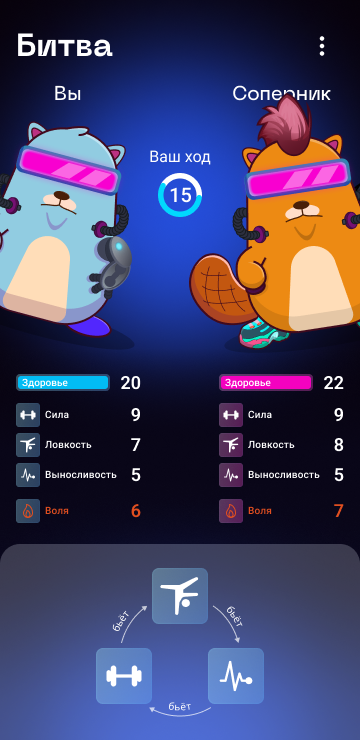 Битва
Вы
Соперник
Ваш ход
15
Здоровье 20
Сила 9
Ловкость 7
Выносливость 5
Воля 6
Здоровье 22
Сила 9
Ловкость 8
Выносливость 5
Воля 7
бьёт
бьёт
бьёт